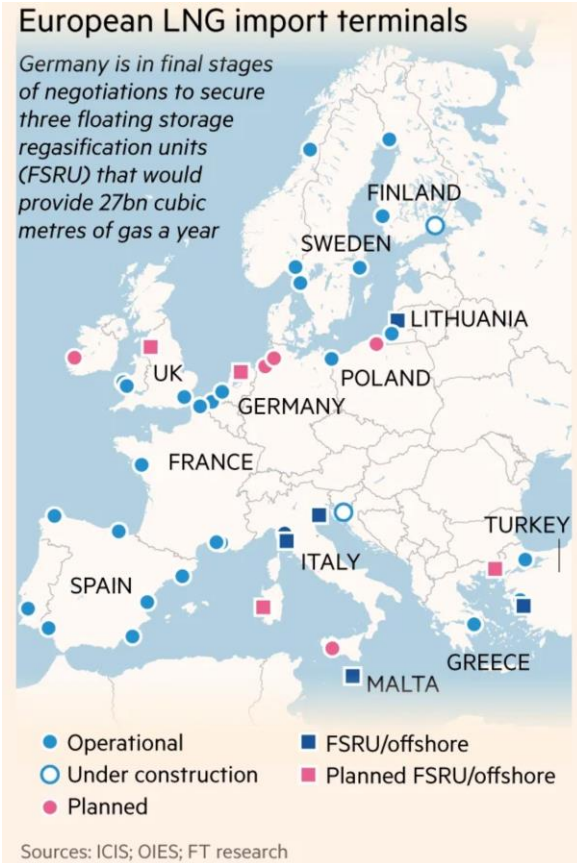 European LNG import terminals
Germany is in final stages
of negotiations to secure
three floating storage
regasification units
(FSRU) that would
provide 27bn cubic
metres of gas a year
FINLAND
SWEDEN
LITHUANIA
UK
POLAND
GERMANY
FRANCE
TURKEY
ITALY
SPAIN
GREECE
MALTA
Operational
FSRU/offshore
Under construction
Planned FSRU/offshore
Planned
Sources: ICIS; OIES; FT research